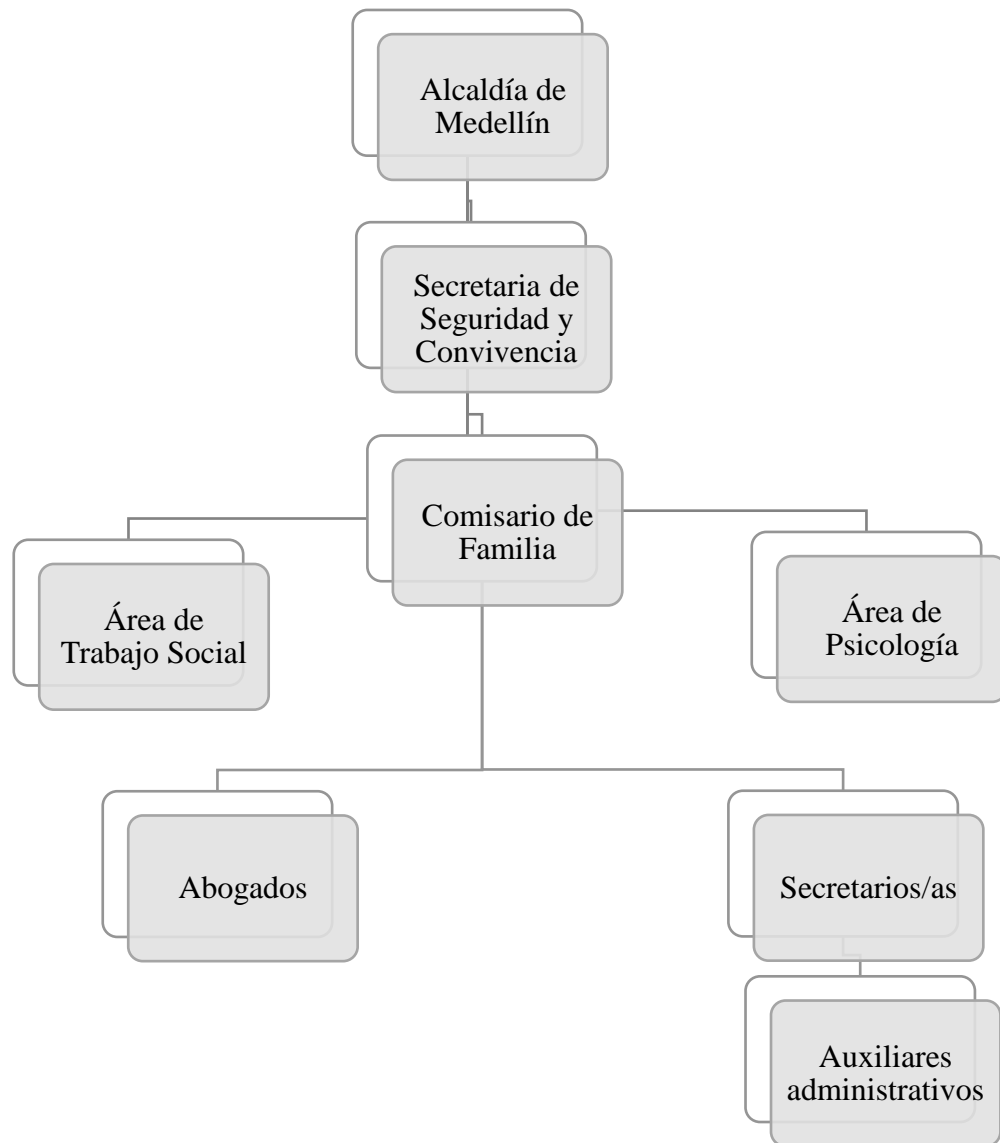 Alcaldía de
Medellín
Secretaria de
Seguridad y
Convivencia
Comisario de
Familia
Área de
Trabajo Social
Área de
Psicología
Abogados
Secretarios/as
Auxiliares
administrativos